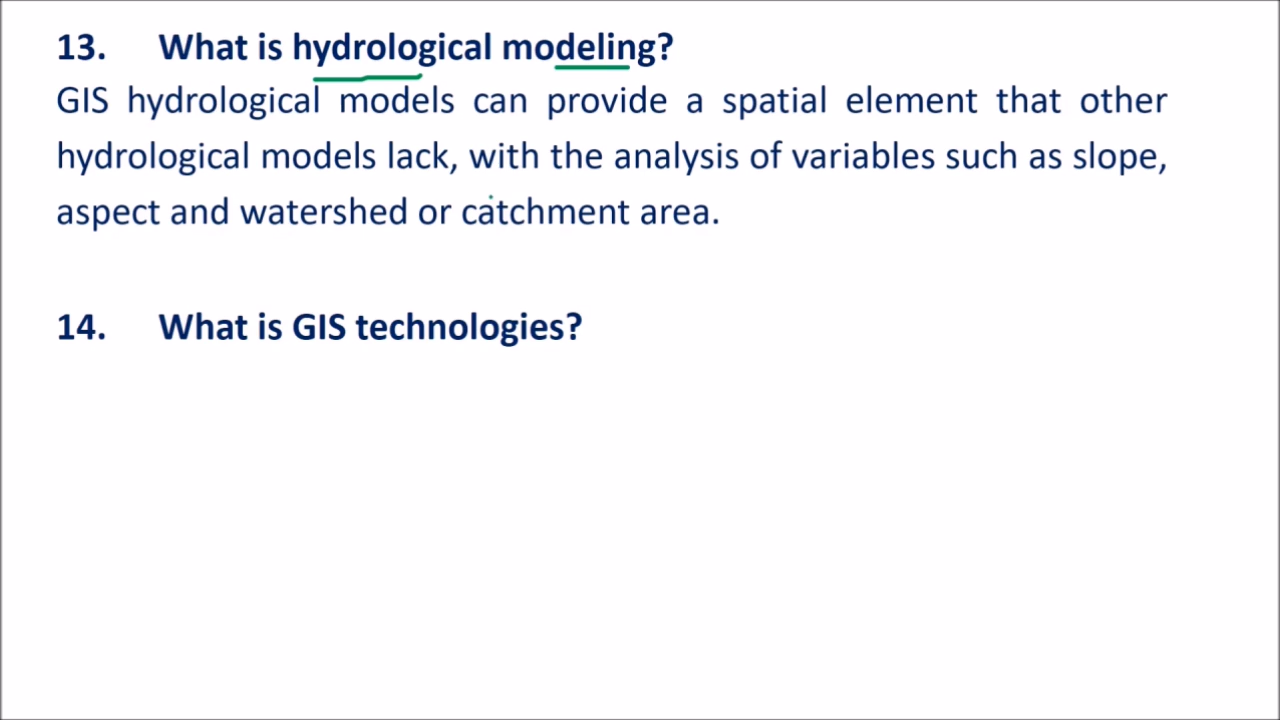 13. What is hydrological modeling?
GIS hydrological models can provide a spatial element that other
hydrological models lack, with the analysis of variables such as slope,
aspect and watershed or catchment area.
14. What is GIS technologies?